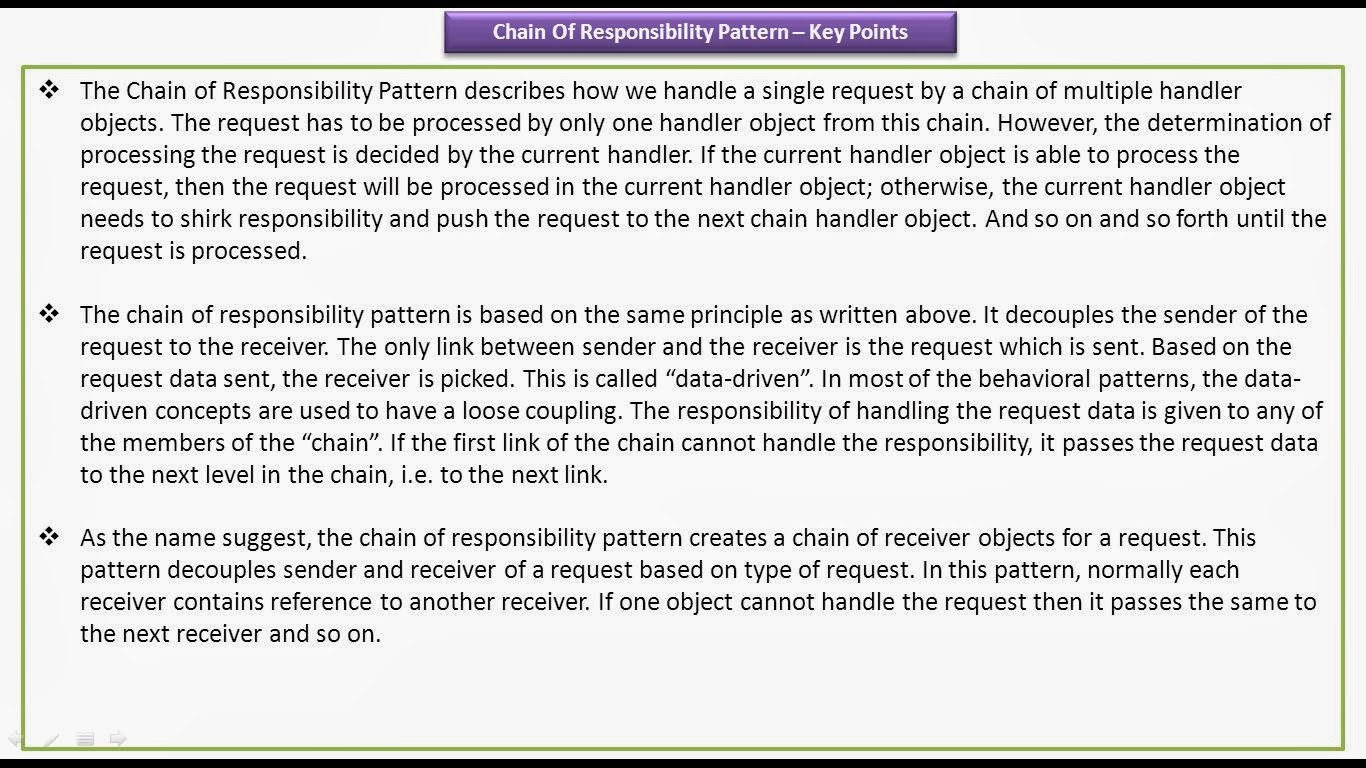 Chain Of Responsibility Pattern – Key Points
❖ The Chain of Responsibility Pattern describes how we handle a single request by a chain of multiple handler
objects. The request has to be processed by only one handler object from this chain. However, the determination of
processing the request is decided by the current handler. If the current handler object is able to process the
request, then the request will be processed in the current handler object; otherwise, the current handler object
needs to shirk responsibility and push the request to the next chain handler object. And so on and so forth until the
request is processed.
❖ The chain of responsibility pattern is based on the same principle as written above. It decouples the sender of the
request to the receiver. The only link between sender and the receiver is the request which is sent. Based on the
request data sent, the receiver is picked. This is called “data-driven”. In most of the behavioral patterns, the data-
driven concepts are used to have a loose coupling. The responsibility of handling the request data is given to any of
the members of the “chain”. If the first link of the chain cannot handle the responsibility, it passes the request data
to the next level in the chain, i.e. to the next link.
❖ As the name suggest, the chain of responsibility pattern creates a chain of receiver objects for a request. This
pattern decouples sender and receiver of a request based on type of request. In this pattern, normally each
receiver contains reference to another receiver. If one object cannot handle the request then it passes the same to
the next receiver and so on.